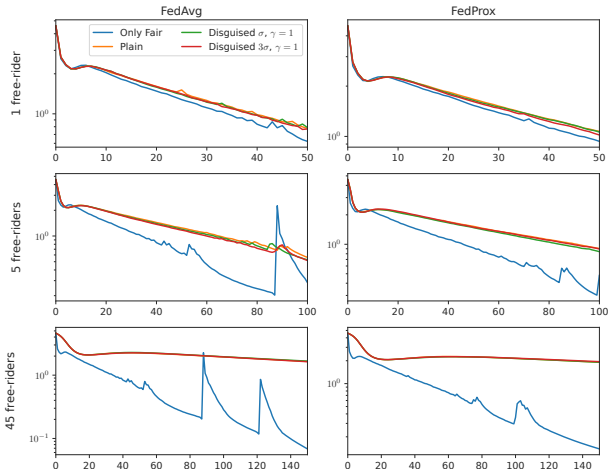 FedAvg
FedProx
Only Fair
Plain
Disguised σ, γ = 1
Disguised 3σ, γ = 1
1 free-rider
10⁰
0 10 20 30 40 50
10⁰
0 10 20 30 40 50
5 free-riders
10⁰
0 20 40 60 80 100
10⁰
0 20 40 60 80 100
45 free-riders
10⁰
10⁻¹
0 20 40 60 80 100 120 140
10⁰
0 20 40 60 80 100 120 140